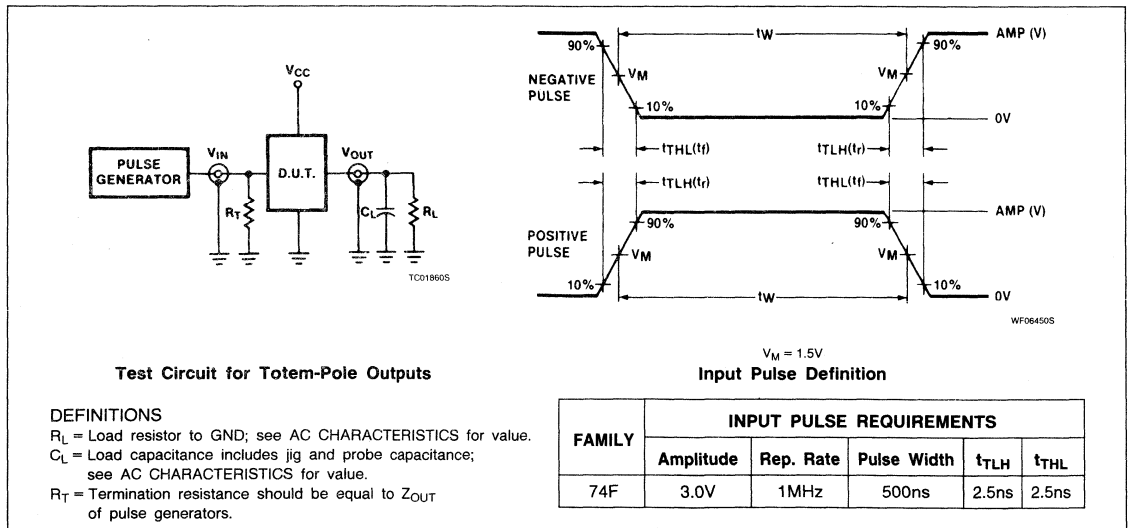 VCC
PULSE
GENERATOR
VIN
D.U.T.
VOUT
RT
CL
RL
TC01860S
Test Circuit for Totem-Pole Outputs
NEGATIVE
PULSE
90%
VM
10%
tW
10%
VM
90%
AMP (V)
0V
tTHL(tf)
tTLH(tr)
tTLH(tr)
tTHL(tf)
POSITIVE
PULSE
10%
VM
90%
tW
90%
VM
10%
AMP (V)
0V
WF06450S
VM = 1.5V
Input Pulse Definition
DEFINITIONS
RL = Load resistor to GND; see AC CHARACTERISTICS for value.
CL = Load capacitance includes jig and probe capacitance;
see AC CHARACTERISTICS for value.
RT = Termination resistance should be equal to ZOUT
of pulse generators.
FAMILY
INPUT PULSE REQUIREMENTS
Amplitude Rep. Rate Pulse Width tTLH tTHL
74F 3.0V 1MHz 500ns 2.5ns 2.5ns